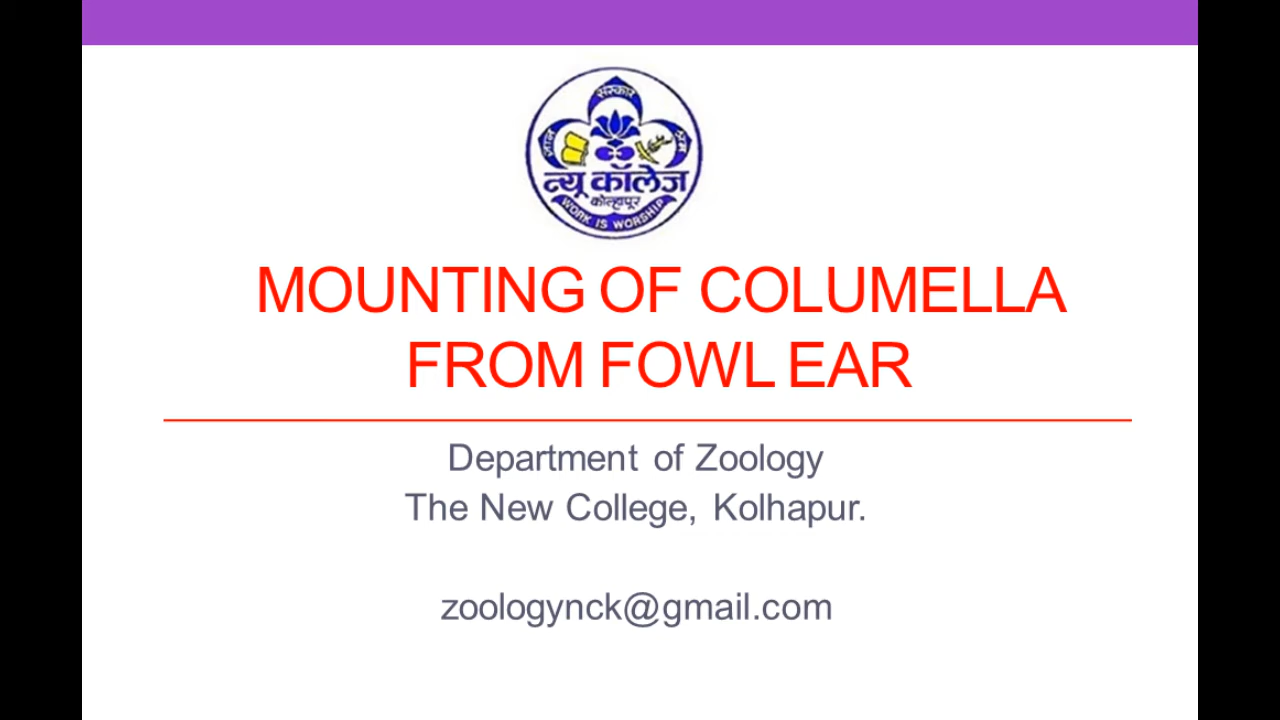 संस्कार
ज्ञान
श्रम
न्यू कॉलेज
कोल्हापूर
WORK IS WORSHIP
MOUNTING OF COLUMELLA
FROM FOWL EAR
Department of Zoology
The New College, Kolhapur.
zoologynck@gmail.com